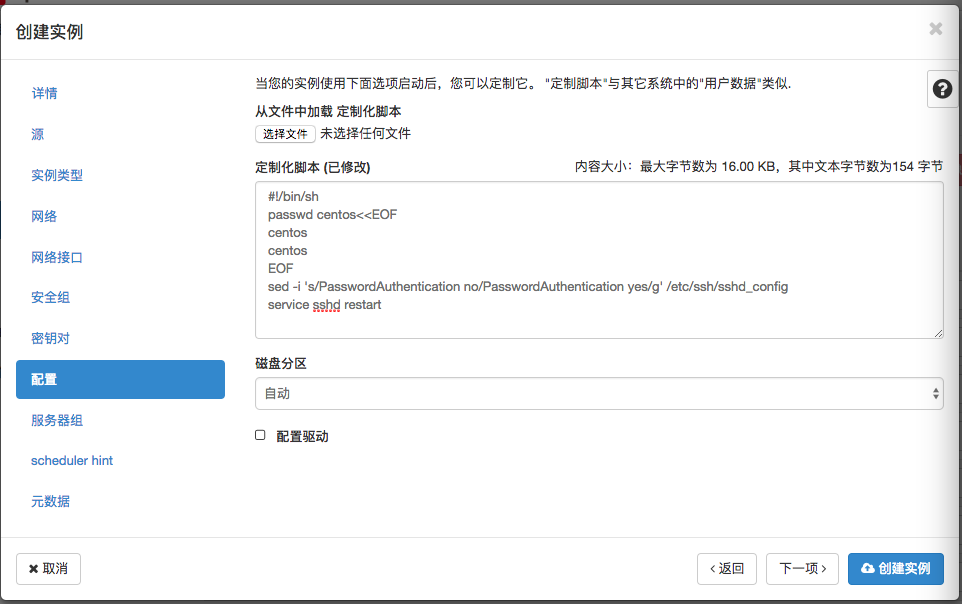 创建实例
详情
源
实例类型
网络
网络接口
安全组
密钥对
配置
服务器组
scheduler hint
元数据
当您的实例使用下面选项启动后，您可以定制它。 "定制脚本"与其它系统中的"用户数据"类似.
从文件中加载 定制化脚本
选择文件 未选择任何文件
定制化脚本 (已修改) 内容大小：最大字节数为 16.00 KB，其中文本字节数为154 字节
#!/bin/sh
passwd centos<<EOF
centos
centos
EOF
sed -i 's/PasswordAuthentication no/PasswordAuthentication yes/g' /etc/ssh/sshd_config
service sshd restart
磁盘分区
自动
配置驱动
取消 返回 下一项 创建实例